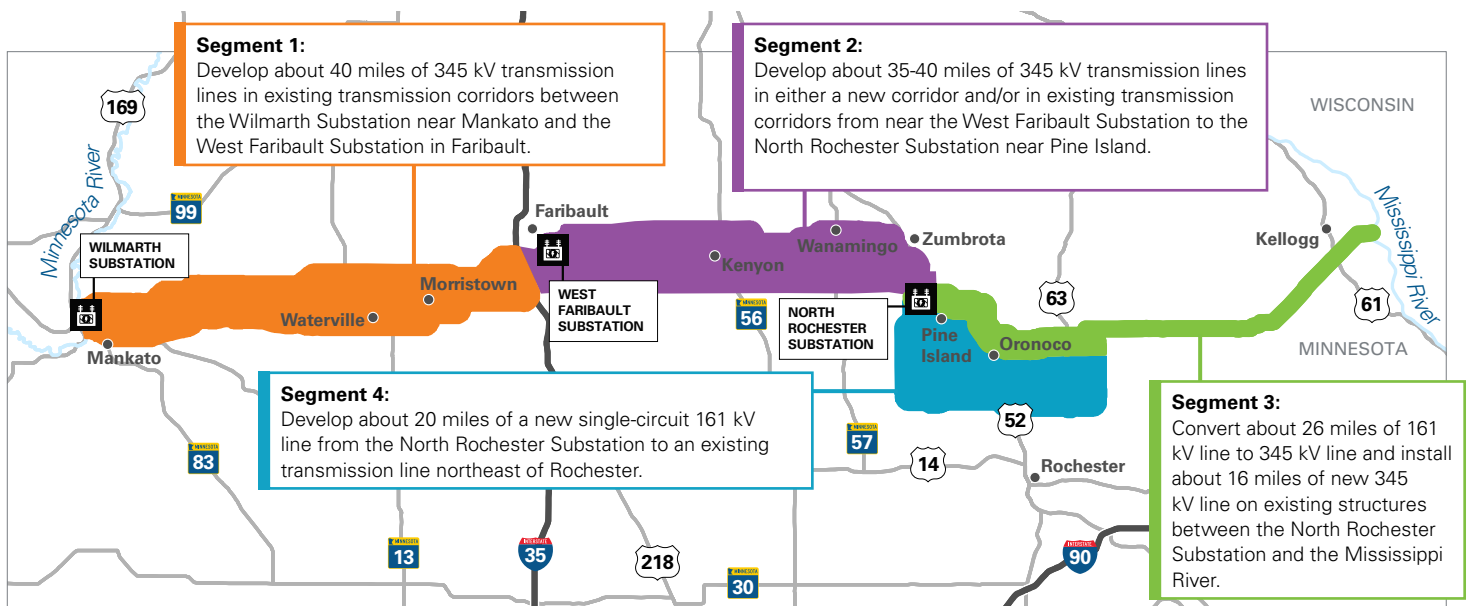 Segment 1:
Develop about 40 miles of 345 kV transmission
lines in existing transmission corridors between
the Wilmarth Substation near Mankato and the
West Faribault Substation in Faribault.
Segment 2:
Develop about 35-40 miles of 345 kV transmission lines
in either a new corridor and/or in existing transmission
corridors from near the West Faribault Substation to the
North Rochester Substation near Pine Island.
WISCONSIN
169
Minnesota River
MINNESOTA
99
WILMARTH
SUBSTATION
Faribault
Wanamingo
Zumbrota
Kellogg
Mississippi River
Kenyon
Morristown
Waterville
Mankato
WEST
FARIBAULT
SUBSTATION
MINNESOTA
56
NORTH
ROCHESTER
SUBSTATION
63
61
Pine
Island
Oronoco
MINNESOTA
Segment 4:
Develop about 20 miles of a new single-circuit 161 kV
line from the North Rochester Substation to an existing
transmission line northeast of Rochester.
Segment 3:
Convert about 26 miles of 161
kV line to 345 kV line and install
about 16 miles of new 345
kV line on existing structures
between the North Rochester
Substation and the Mississippi
River.
MINNESOTA
83
MINNESOTA
57
52
14
Rochester
MINNESOTA
13
INTERSTATE
35
218
MINNESOTA
30
INTERSTATE
90